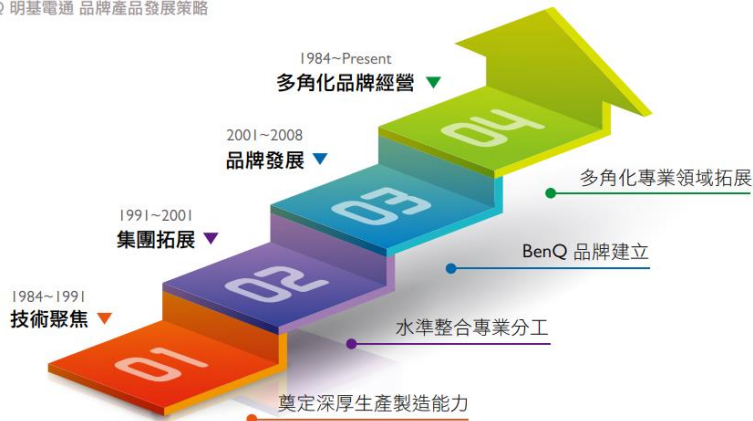 Q 明基電通 品牌產品發展策略
1984~Present
多角化品牌經營
2001~2008
品牌發展
1991~2001
集團拓展
1984~1991
技術聚焦
04
03
02
01
多角化專業領域拓展
BenQ 品牌建立
水準整合專業分工
奠定深厚生產製造能力